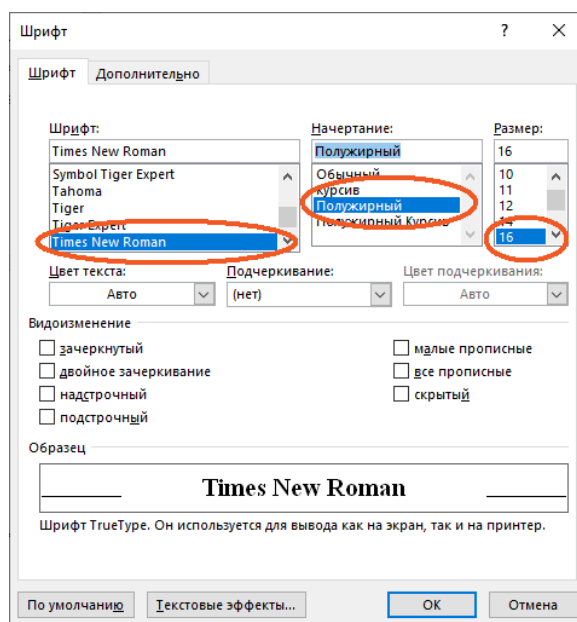 Шрифт ?
Шрифт Дополнительно
Шрифт: Начертание: Размер:
Times New Roman Полужирный 16
Symbol Tiger Expert Обычный 10
Tahoma Курсив 11
Tiger Полужирный 12
Tiger Expert Полужирный Курсив 14
Times New Roman 16
Цвет текста: Подчеркивание: Цвет подчеркивания:
Авто (нет) Авто
Видоизменение
зачеркнутый малые прописные
двойное зачеркивание все прописные
надстрочный скрытый
подстрочный
Образец
Times New Roman
Шрифт TrueType. Он используется для вывода как на экран, так и на принтер.
По умолчанию Текстовые эффекты... ОК Отмена